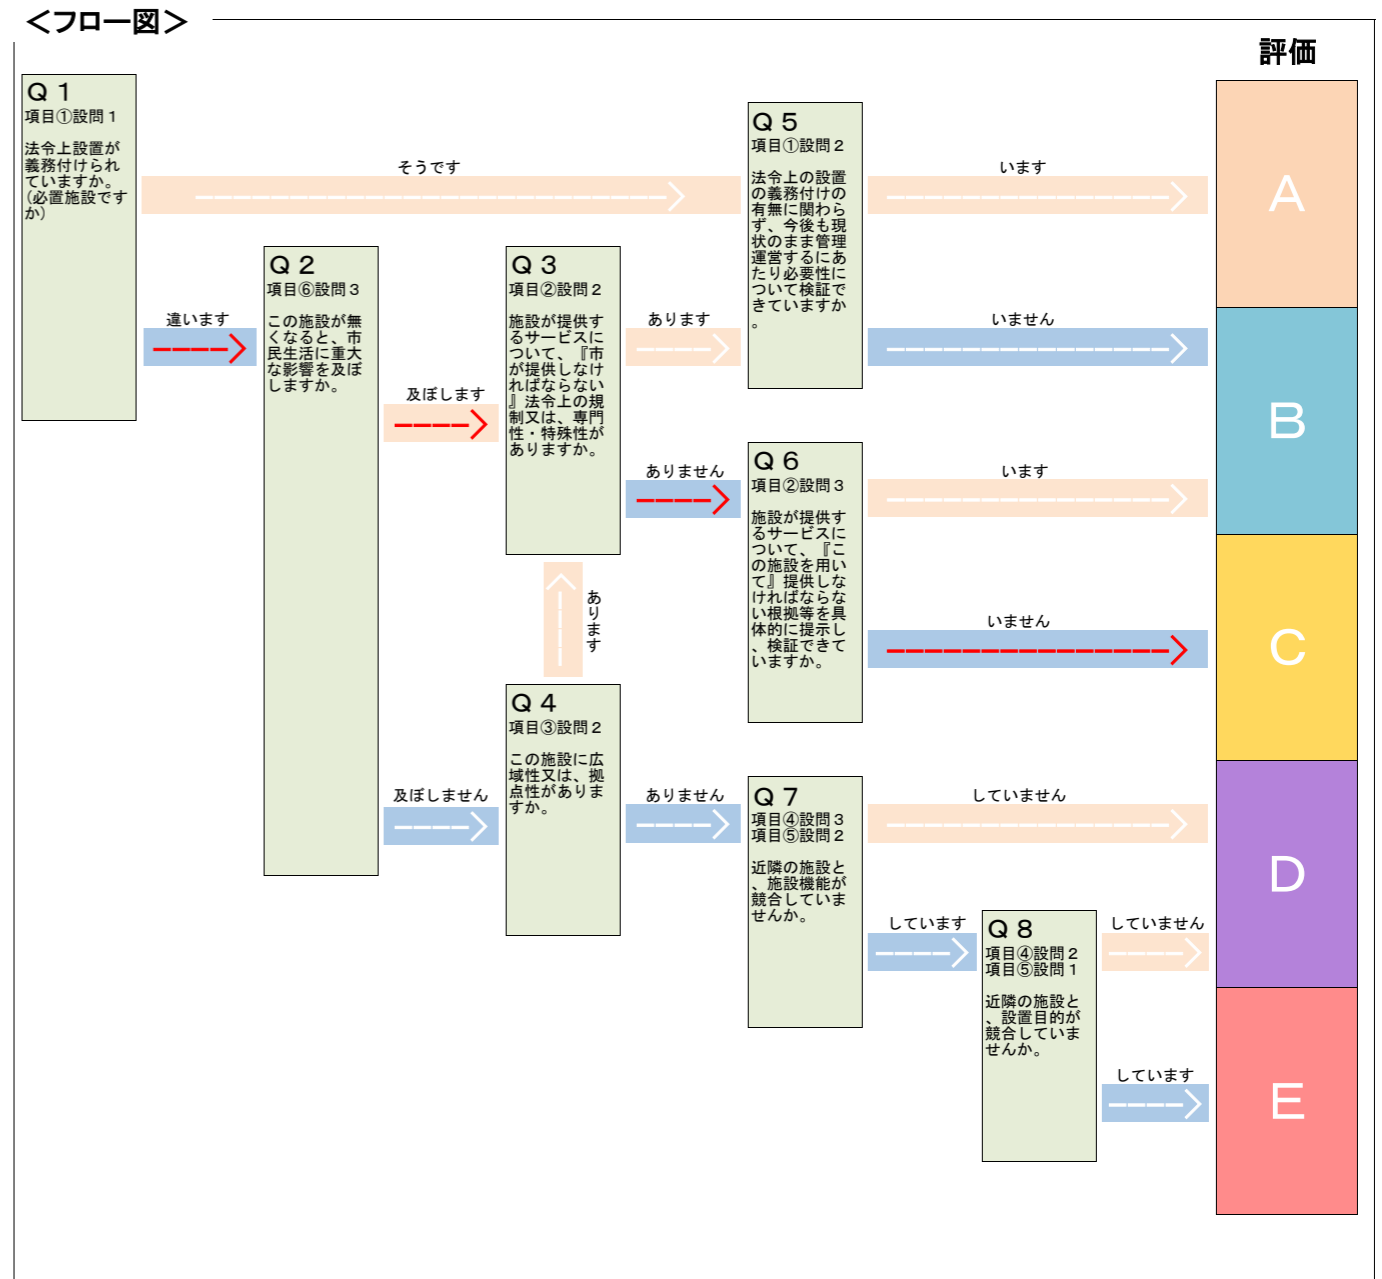 ＜フロー図＞
評価
Ｑ１
項目①設問１
法令上設置が
義務付けられ
ていますか。
（必置施設です
か）
そうです
違います
Ｑ２
項目⑥設問３
この施設が無
くなると、市
民生活に重大
な影響を及ぼ
しますか。
及ぼします
及ぼしません
Ｑ３
項目②設問２
施設が提供す
るサービスに
ついて、『市
が提供しなけ
ればならない
』法令上の規
制又は、専門
性・特殊性が
ありますか。
あります
ありません
あります
Ｑ４
項目③設問２
この施設に広
域性又は、拠
点性がありま
すか。
ありません
Ｑ５
項目①設問２
法令上の設置
の義務付けの
有無に関わら
ず、今後も現
状のまま管理
運営するにあ
たり必要性に
ついて検証で
きていますか
。
います
いません
Ｑ６
項目②設問３
施設が提供す
るサービスに
ついて、『こ
の施設を用い
て』提供しな
ければならな
い根拠等を具
体的に提示し
、検証できて
いますか。
います
いません
Ｑ７
項目④設問３
項目⑤設問２
近隣の施設と
、施設機能が
競合していま
せんか。
していません
しています
Ｑ８
項目④設問２
項目⑤設問１
近隣の施設と
、設置目的が
競合していま
せんか。
していません
しています
Ａ
Ｂ
Ｃ
Ｄ
Ｅ